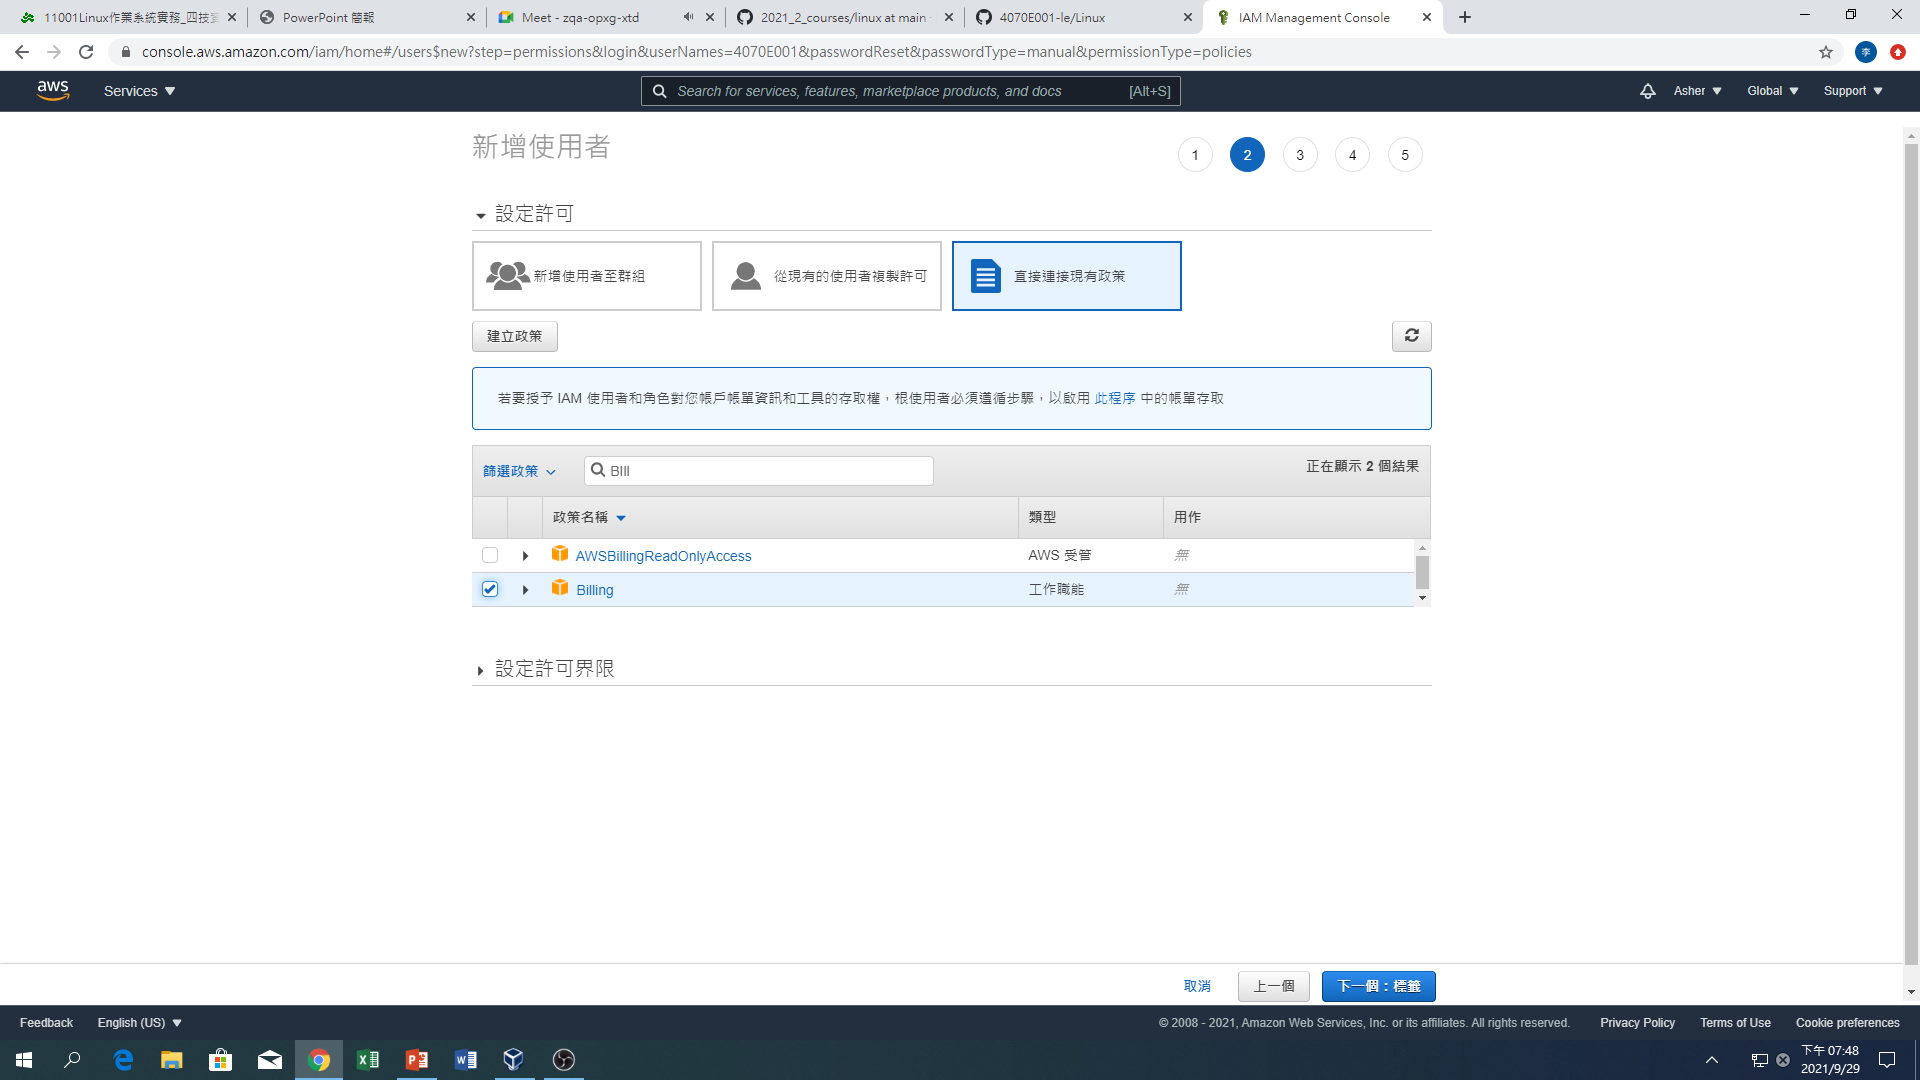 11001Linux作業系統實務_四技資
PowerPoint 簡報
Meet - zqa-opxg-xtd
2021_2_courses/linux at main
4070E001-le/Linux
IAM Management Console
console.aws.amazon.com/iam/home#/users$new?step=permissions&login&userNames=4070E001&passwordReset&passwordType=manual&permissionType=policies
李
aws
Services
Search for services, features, marketplace products, and docs [Alt+S]
Asher
Global
Support
新增使用者
1 2 3 4 5
設定許可
新增使用者至群組
從現有的使用者複製許可
直接連接現有政策
建立政策
若要授予 IAM 使用者和角色對您帳戶帳單資訊和工具的存取權，根使用者必須遵循步驟，以啟用 此程序 中的帳單存取
篩選政策
BIll
正在顯示 2 個結果
政策名稱 類型 用作
AWSBillingReadOnlyAccess AWS 受管 無
Billing 工作職能 無
設定許可界限
取消
上一個
下一個：標籤
Feedback
English (US)
© 2008 - 2021, Amazon Web Services, Inc. or its affiliates. All rights reserved.
Privacy Policy
Terms of Use
Cookie preferences
下午 07:48
2021/9/29